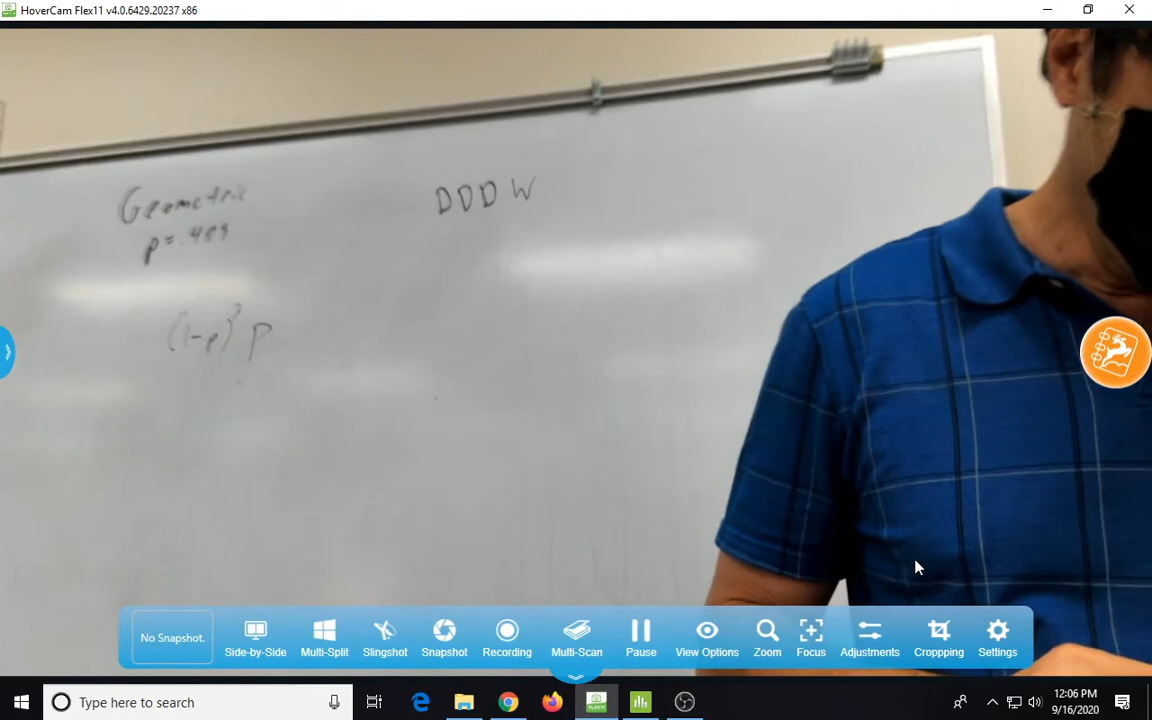 HoverCam Flex11 v4.0.6429.20237 x86
Geometric
p = .489
DDDW
(1-p)³ p
No Snapshot.
Side-by-Side
Multi-Split
Slingshot
Snapshot
Recording
Multi-Scan
Pause
View Options
Zoom
Focus
Adjustments
Croppping
Settings
Type here to search
FLEX11
12:06 PM
9/16/2020